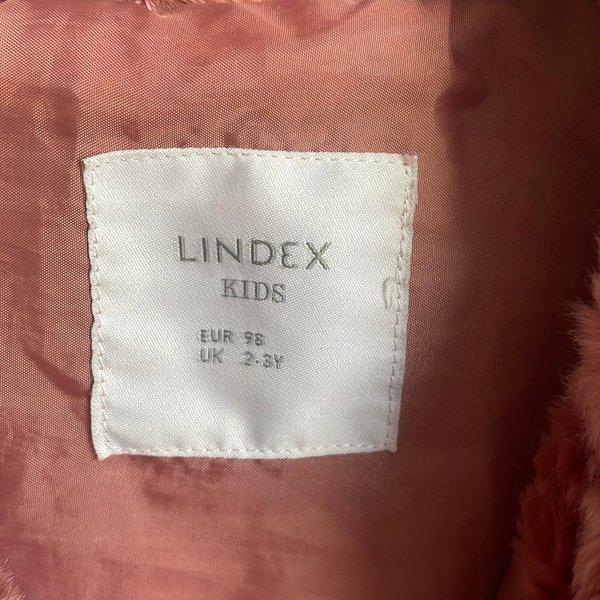 LINDEX
KIDS
EUR 98
UK 2-3Y